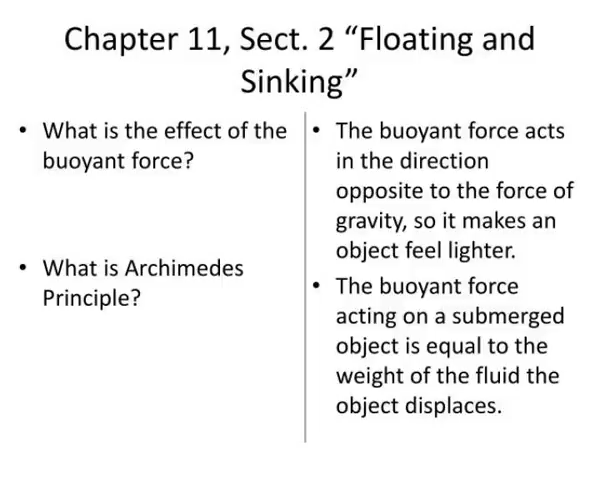 Chapter 11, Sect. 2 “Floating and
Sinking”
• What is the effect of the
buoyant force?
• What is Archimedes
Principle?
• The buoyant force acts
in the direction
opposite to the force of
gravity, so it makes an
object feel lighter.
• The buoyant force
acting on a submerged
object is equal to the
weight of the fluid the
object displaces.